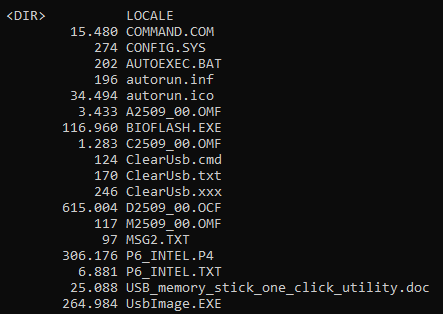 <DIR> LOCALE
15.480 COMMAND.COM
274 CONFIG.SYS
202 AUTOEXEC.BAT
196 autorun.inf
34.494 autorun.ico
3.433 A2509_00.OMF
116.960 BIOFLASH.EXE
1.283 C2509_00.OMF
124 ClearUsb.cmd
170 ClearUsb.txt
246 ClearUsb.xxx
615.004 D2509_00.OCF
117 M2509_00.OMF
97 MSG2.TXT
306.176 P6_INTEL.P4
6.881 P6_INTEL.TXT
25.088 USB_memory_stick_one_click_utility.doc
264.984 UsbImage.EXE